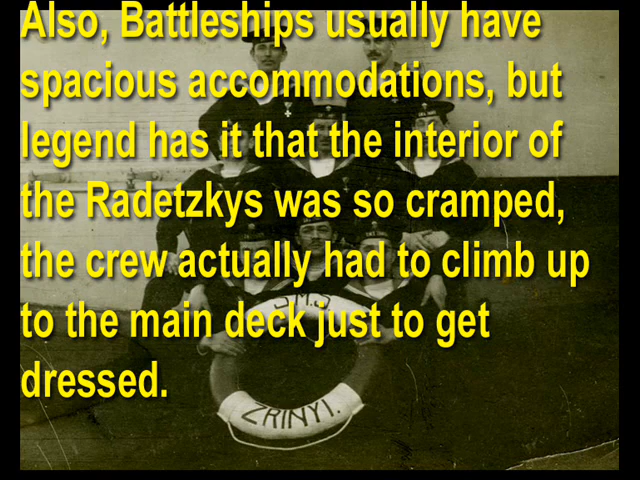 Also, Battleships usually have
spacious accommodations, but
legend has it that the interior of
the Radetzkys was so cramped,
the crew actually had to climb up
to the main deck just to get
dressed.
S.M.S
ZRINYI.